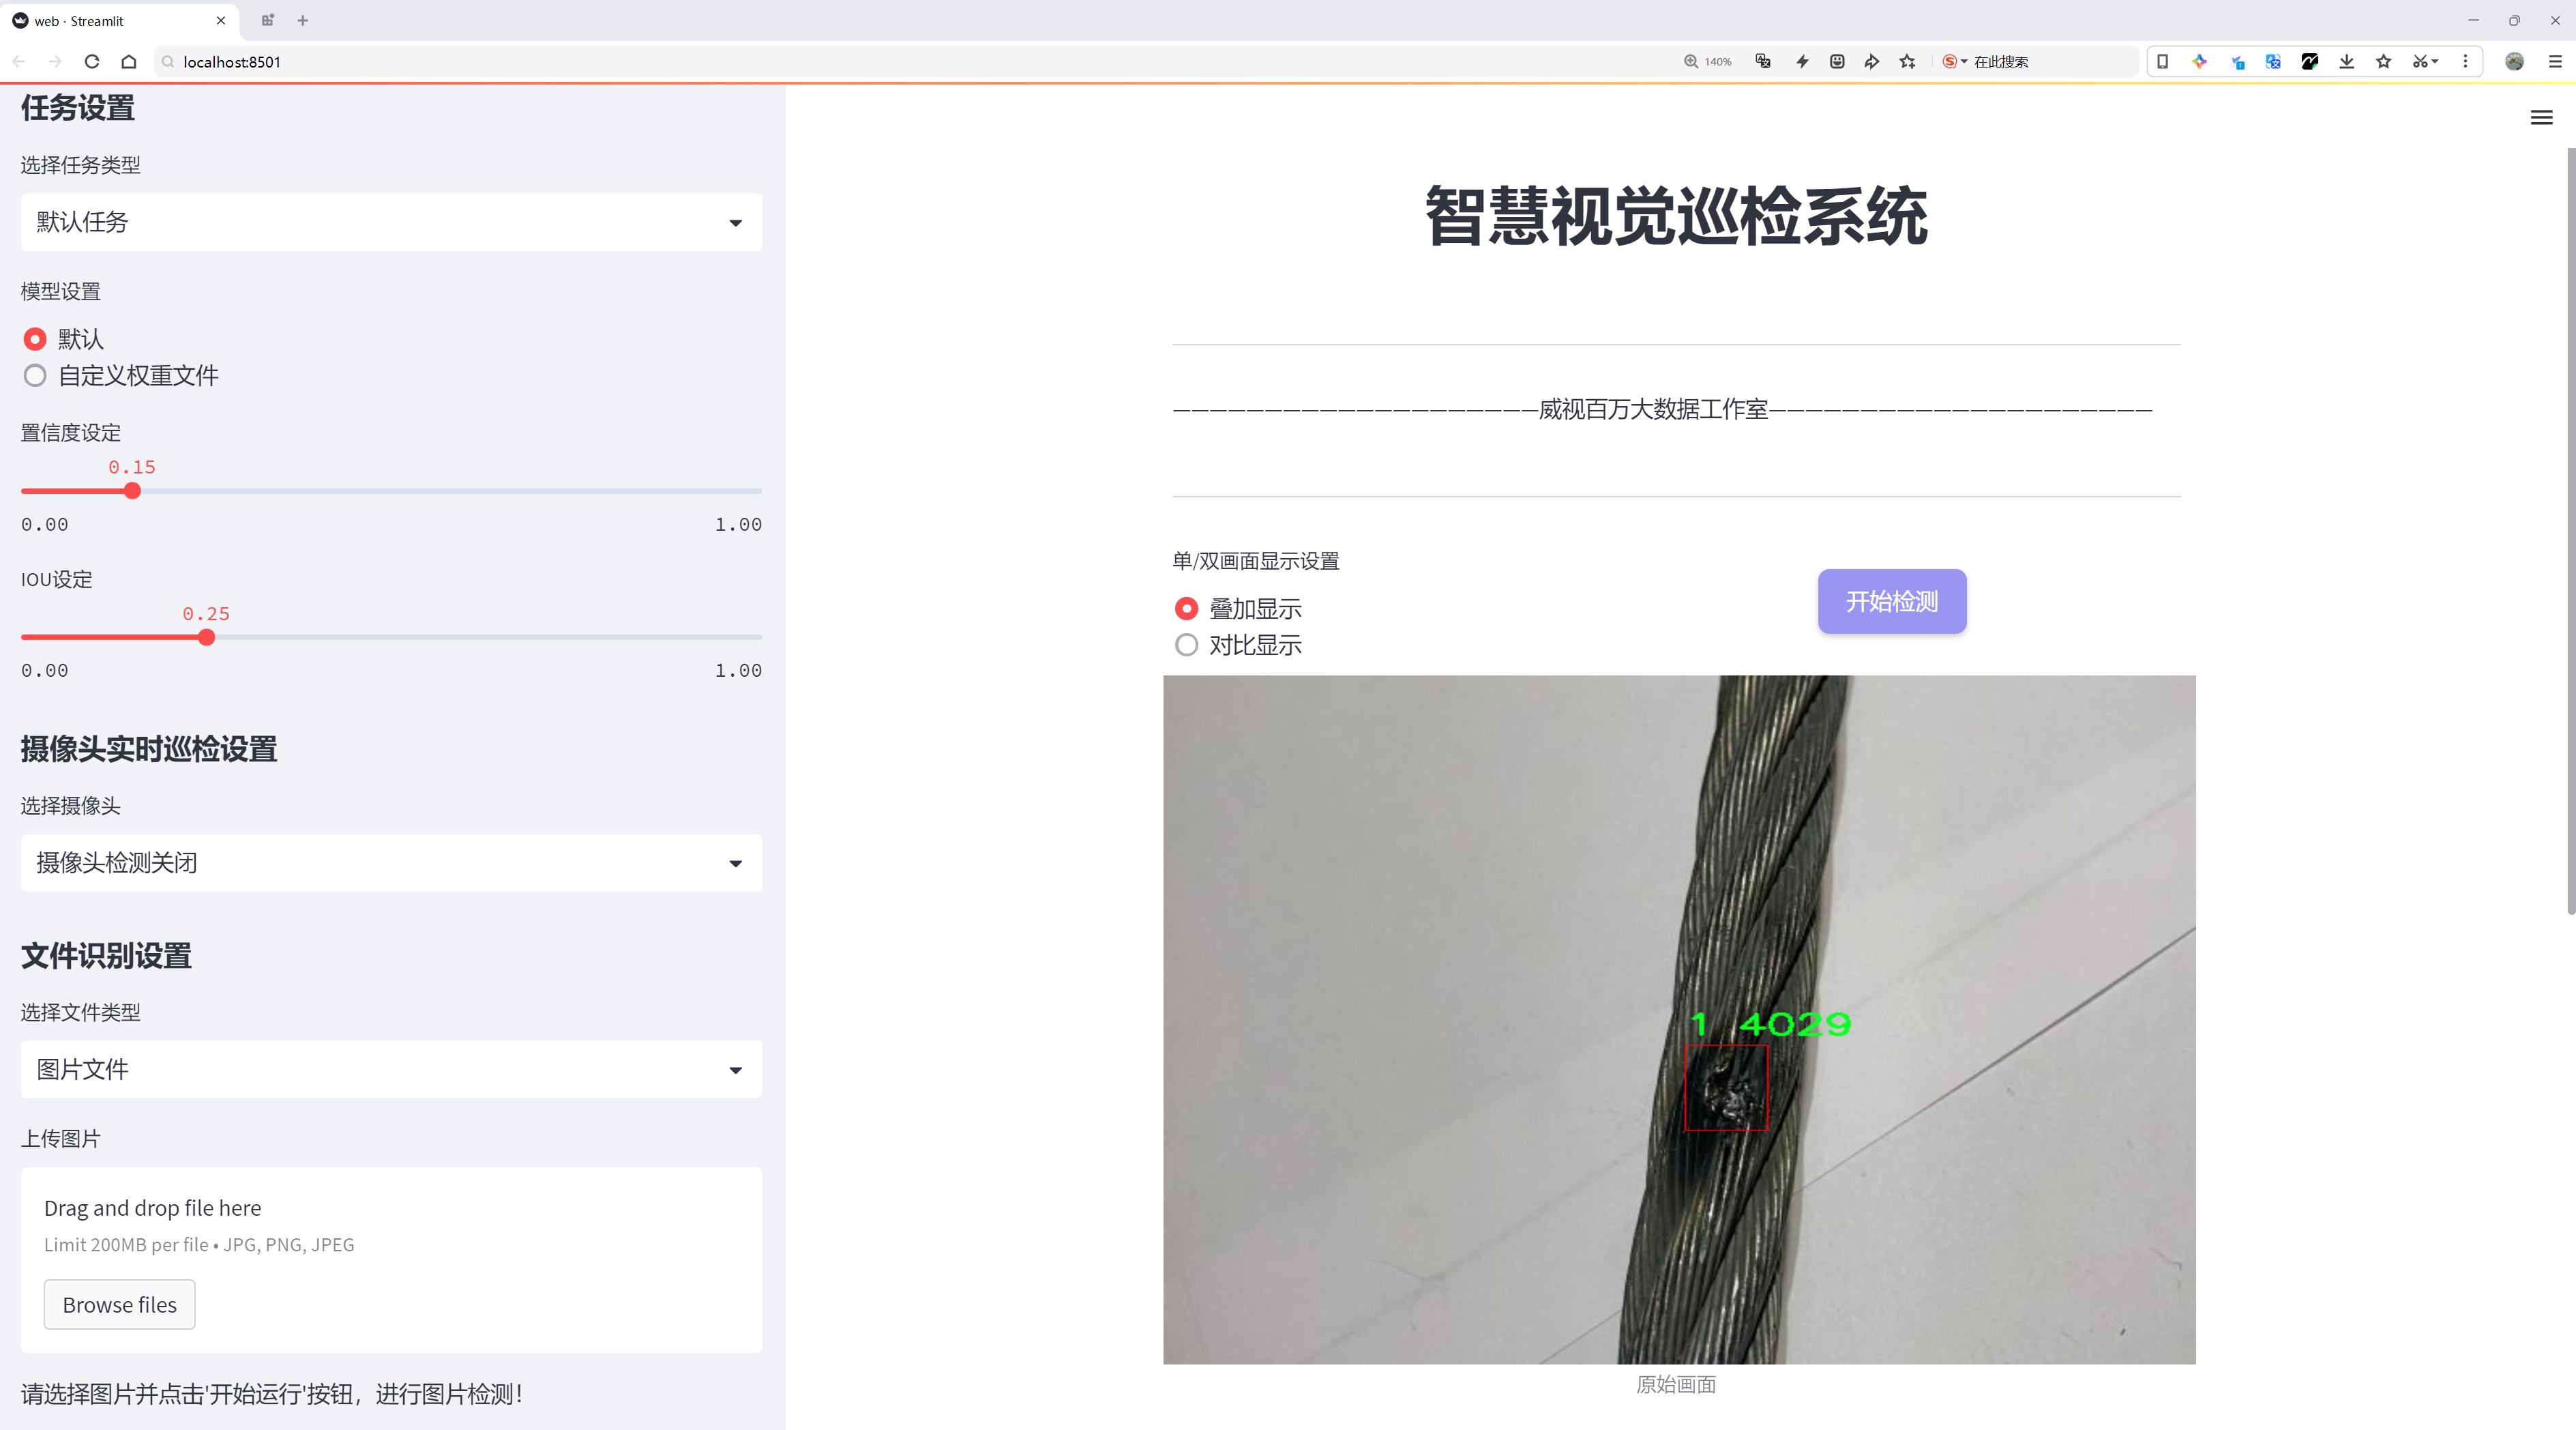 web · Streamlit
localhost:8501
140%
在此搜索
任务设置
选择任务类型
默认任务
模型设置
默认
自定义权重文件
置信度设定
0.15
0.00 1.00
IOU设定
0.25
0.00 1.00
摄像头实时巡检设置
选择摄像头
摄像头检测关闭
文件识别设置
选择文件类型
图片文件
上传图片
Drag and drop file here
Limit 200MB per file • JPG, PNG, JPEG
Browse files
请选择图片并点击'开始运行'按钮，进行图片检测！
智慧视觉巡检系统
————————————————————威视百万大数据工作室—————————————————————
单/双画面显示设置
叠加显示
对比显示
开始检测
1 4029
原始画面